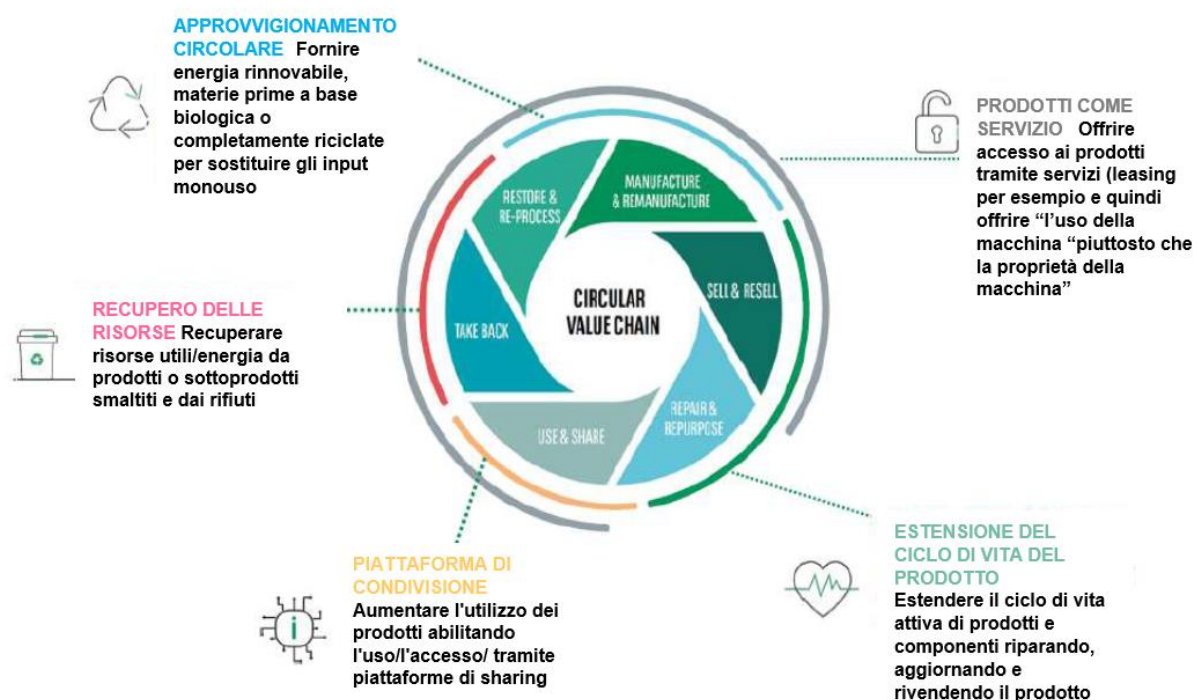 APPROVVIGIONAMENTO
CIRCOLARE Fornire
energia rinnovabile,
materie prime a base
biologica o
completamente riciclate
per sostituire gli input
monouso
PRODOTTI COME
SERVIZIO Offrire
accesso ai prodotti
tramite servizi (leasing
per esempio e quindi
offrire “l’uso della
macchina “piuttosto che
la proprietà della
macchina”
RESTORE &
RE-PROCESS
MANUFACTURE
& REMANUFACTURE
SELL & RESELL
CIRCULAR
VALUE CHAIN
TAKE BACK
REPAIR &
REPURPOSE
USE & SHARE
RECUPERO DELLE
RISORSE Recuperare
risorse utili/energia da
prodotti o sottoprodotti
smaltiti e dai rifiuti
PIATTAFORMA DI
CONDIVISIONE
Aumentare l'utilizzo dei
prodotti abilitando
l'uso/l'accesso/ tramite
piattaforme di sharing
i
ESTENSIONE DEL
CICLO DI VITA DEL
PRODOTTO
Estendere il ciclo di vita
attiva di prodotti e
componenti riparando,
aggiornando e
rivendendo il prodotto